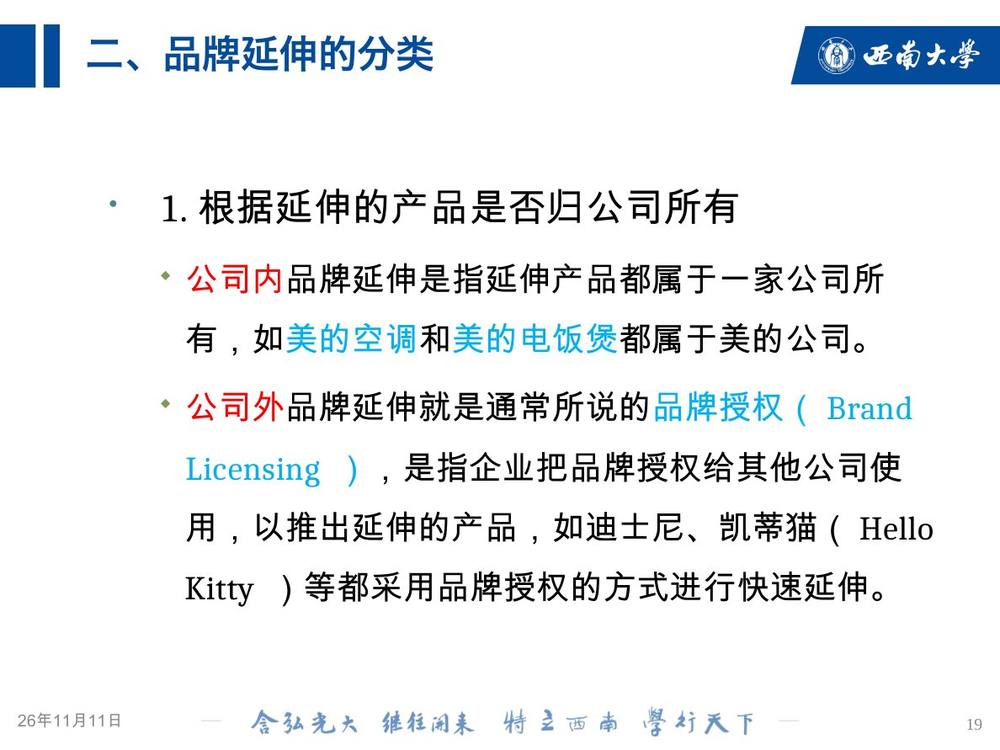 二、品牌延伸的分类
西南大学
• 1. 根据延伸的产品是否归公司所有
公司内品牌延伸是指延伸产品都属于一家公司所
有，如美的空调和美的电饭煲都属于美的公司。
公司外品牌延伸就是通常所说的品牌授权（ Brand
Licensing ），是指企业把品牌授权给其他公司使
用，以推出延伸的产品，如迪士尼、凯蒂猫（ Hello
Kitty ）等都采用品牌授权的方式进行快速延伸。
26年11月11日
含弘光大 继往开来 特立西南 学行天下
19